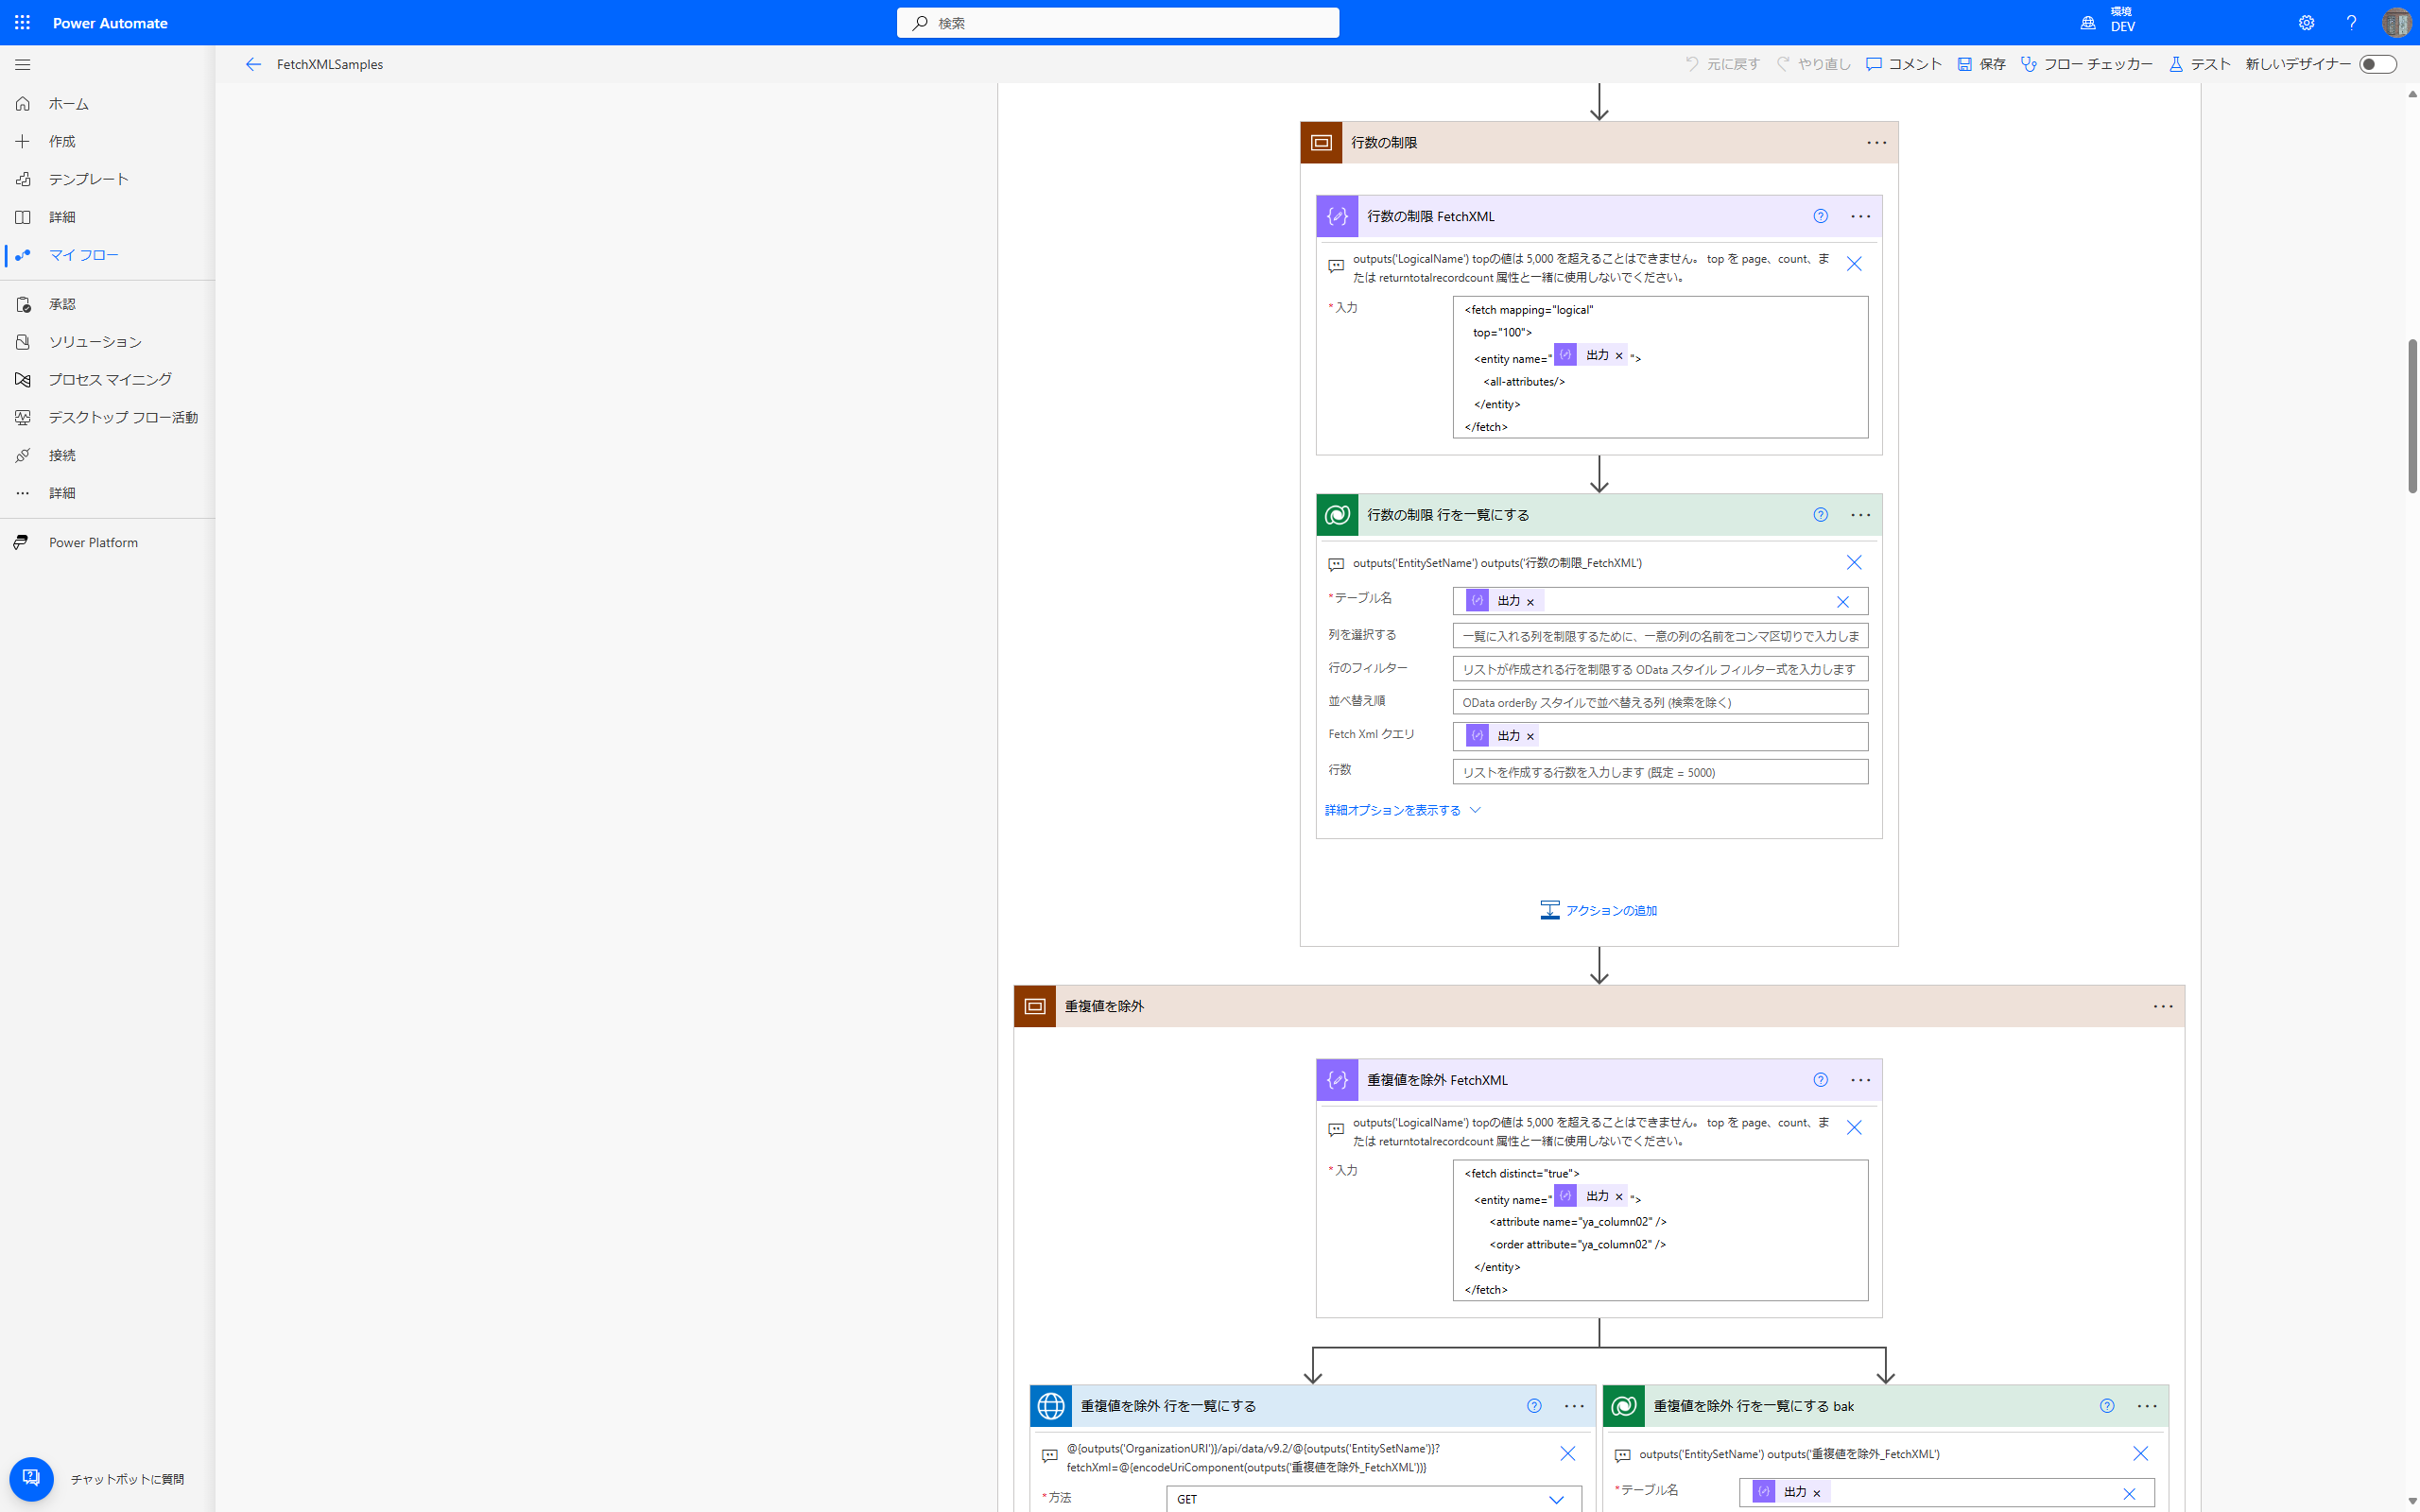 Power Automate
検索
環境
DEV
FetchXMLSamples
元に戻す
やり直し
コメント
保存
フロー チェッカー
テスト
新しいデザイナー
ホーム
作成
テンプレート
詳細
マイ フロー
承認
ソリューション
プロセス マイニング
デスクトップ フロー活動
接続
詳細
Power Platform
チャットボットに質問
行数の制限
行数の制限 FetchXML
outputs('LogicalName') topの値は 5,000 を超えることはできません。 top を page、count、ま
たは returntotalrecordcount 属性と一緒に使用しないでください。
*入力
<fetch mapping="logical"
top="100">
<entity name=" 出力 × ">
<all-attributes/>
</entity>
</fetch>
行数の制限 行を一覧にする
outputs('EntitySetName') outputs('行数の制限_FetchXML')
*テーブル名
出力 ×
列を選択する
一覧に入れる列を制限するために、一意の列の名前をコンマ区切りで入力しま
行のフィルター
リストが作成される行を制限する OData スタイル フィルター式を入力します
並べ替え順
OData orderBy スタイルで並べ替える列 (検索を除く)
Fetch Xml クエリ
出力 ×
行数
リストを作成する行数を入力します (既定 = 5000)
詳細オプションを表示する
アクションの追加
重複値を除外
重複値を除外 FetchXML
outputs('LogicalName') topの値は 5,000 を超えることはできません。 top を page、count、ま
たは returntotalrecordcount 属性と一緒に使用しないでください。
*入力
<fetch distinct="true">
<entity name=" 出力 × ">
<attribute name="ya_column02" />
<order attribute="ya_column02" />
</entity>
</fetch>
重複値を除外 行を一覧にする
@{outputs('OrganizationURI')}/api/data/v9.2/@{outputs('EntitySetName')}?
fetchXml=@{encodeUriComponent(outputs('重複値を除外_FetchXML'))}
*方法
GET
重複値を除外 行を一覧にする bak
outputs('EntitySetName') outputs('重複値を除外_FetchXML')
*テーブル名
出力 ×